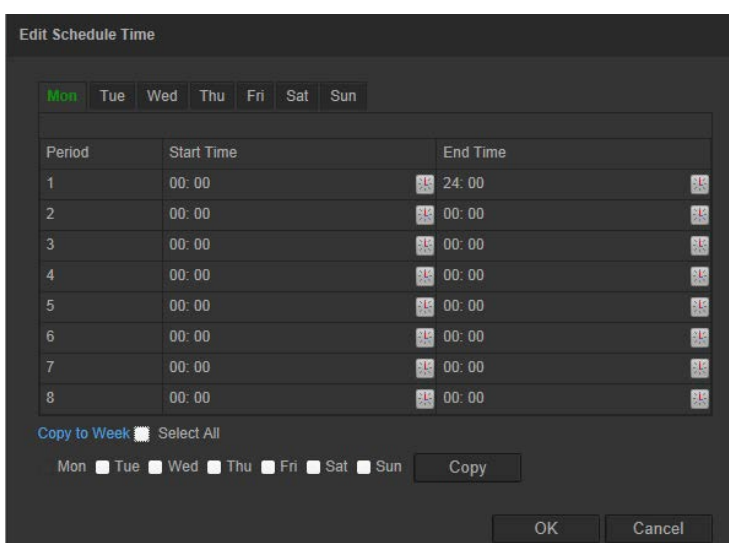 Edit Schedule Time
Mon Tue Wed Thu Fri Sat Sun
Period Start Time End Time
1 00: 00 24: 00
2 00: 00 00: 00
3 00: 00 00: 00
4 00: 00 00: 00
5 00: 00 00: 00
6 00: 00 00: 00
7 00: 00 00: 00
8 00: 00 00: 00
Copy to Week Select All
Mon Tue Wed Thu Fri Sat Sun Copy
OK Cancel